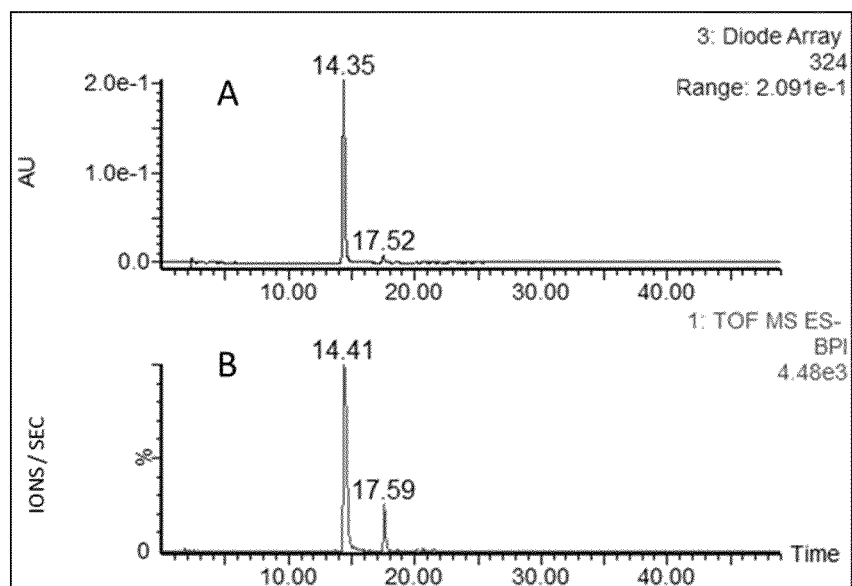 3: Diode Array
324
Range: 2.091e-1
14.35
A
2.0e-1
1.0e-1
AU
17.52
0.0
10.00 20.00 30.00 40.00
1: TOF MS ES-
BPI
4.48e3
14.41
B
IONS / SEC
%
17.59
0
Time
10.00 20.00 30.00 40.00